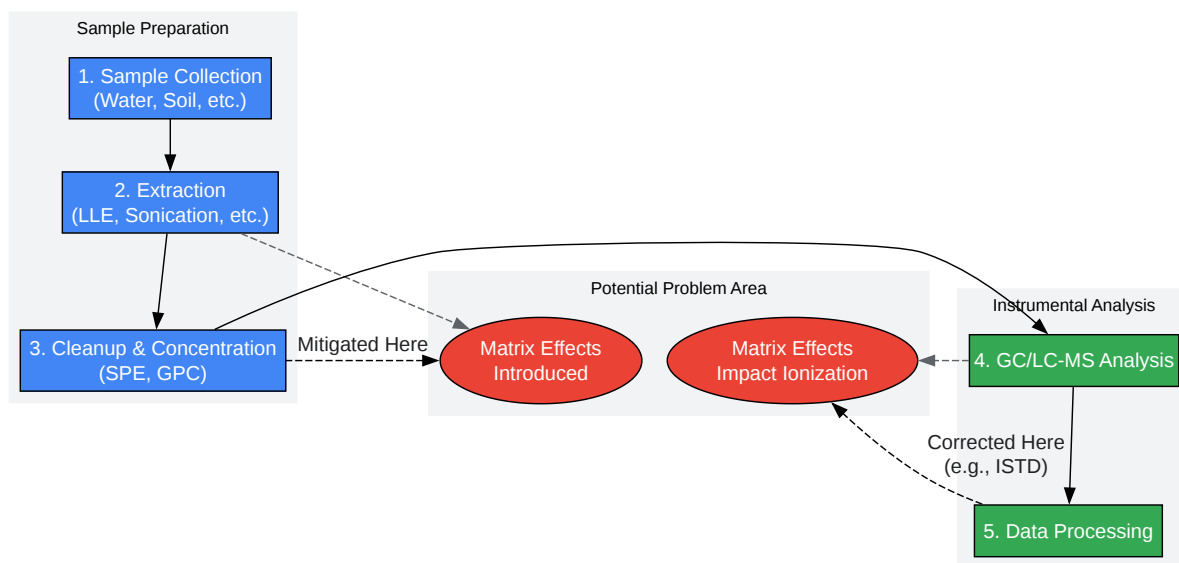 Sample Preparation
1. Sample Collection
(Water, Soil, etc.)
2. Extraction
(LLE, Sonication, etc.)
3. Cleanup & Concentration
(SPE, GPC)
Mitigated Here
Potential Problem Area
Matrix Effects
Introduced
Matrix Effects
Impact Ionization
Instrumental Analysis
4. GC/LC-MS Analysis
Corrected Here
(e.g., ISTD)
5. Data Processing